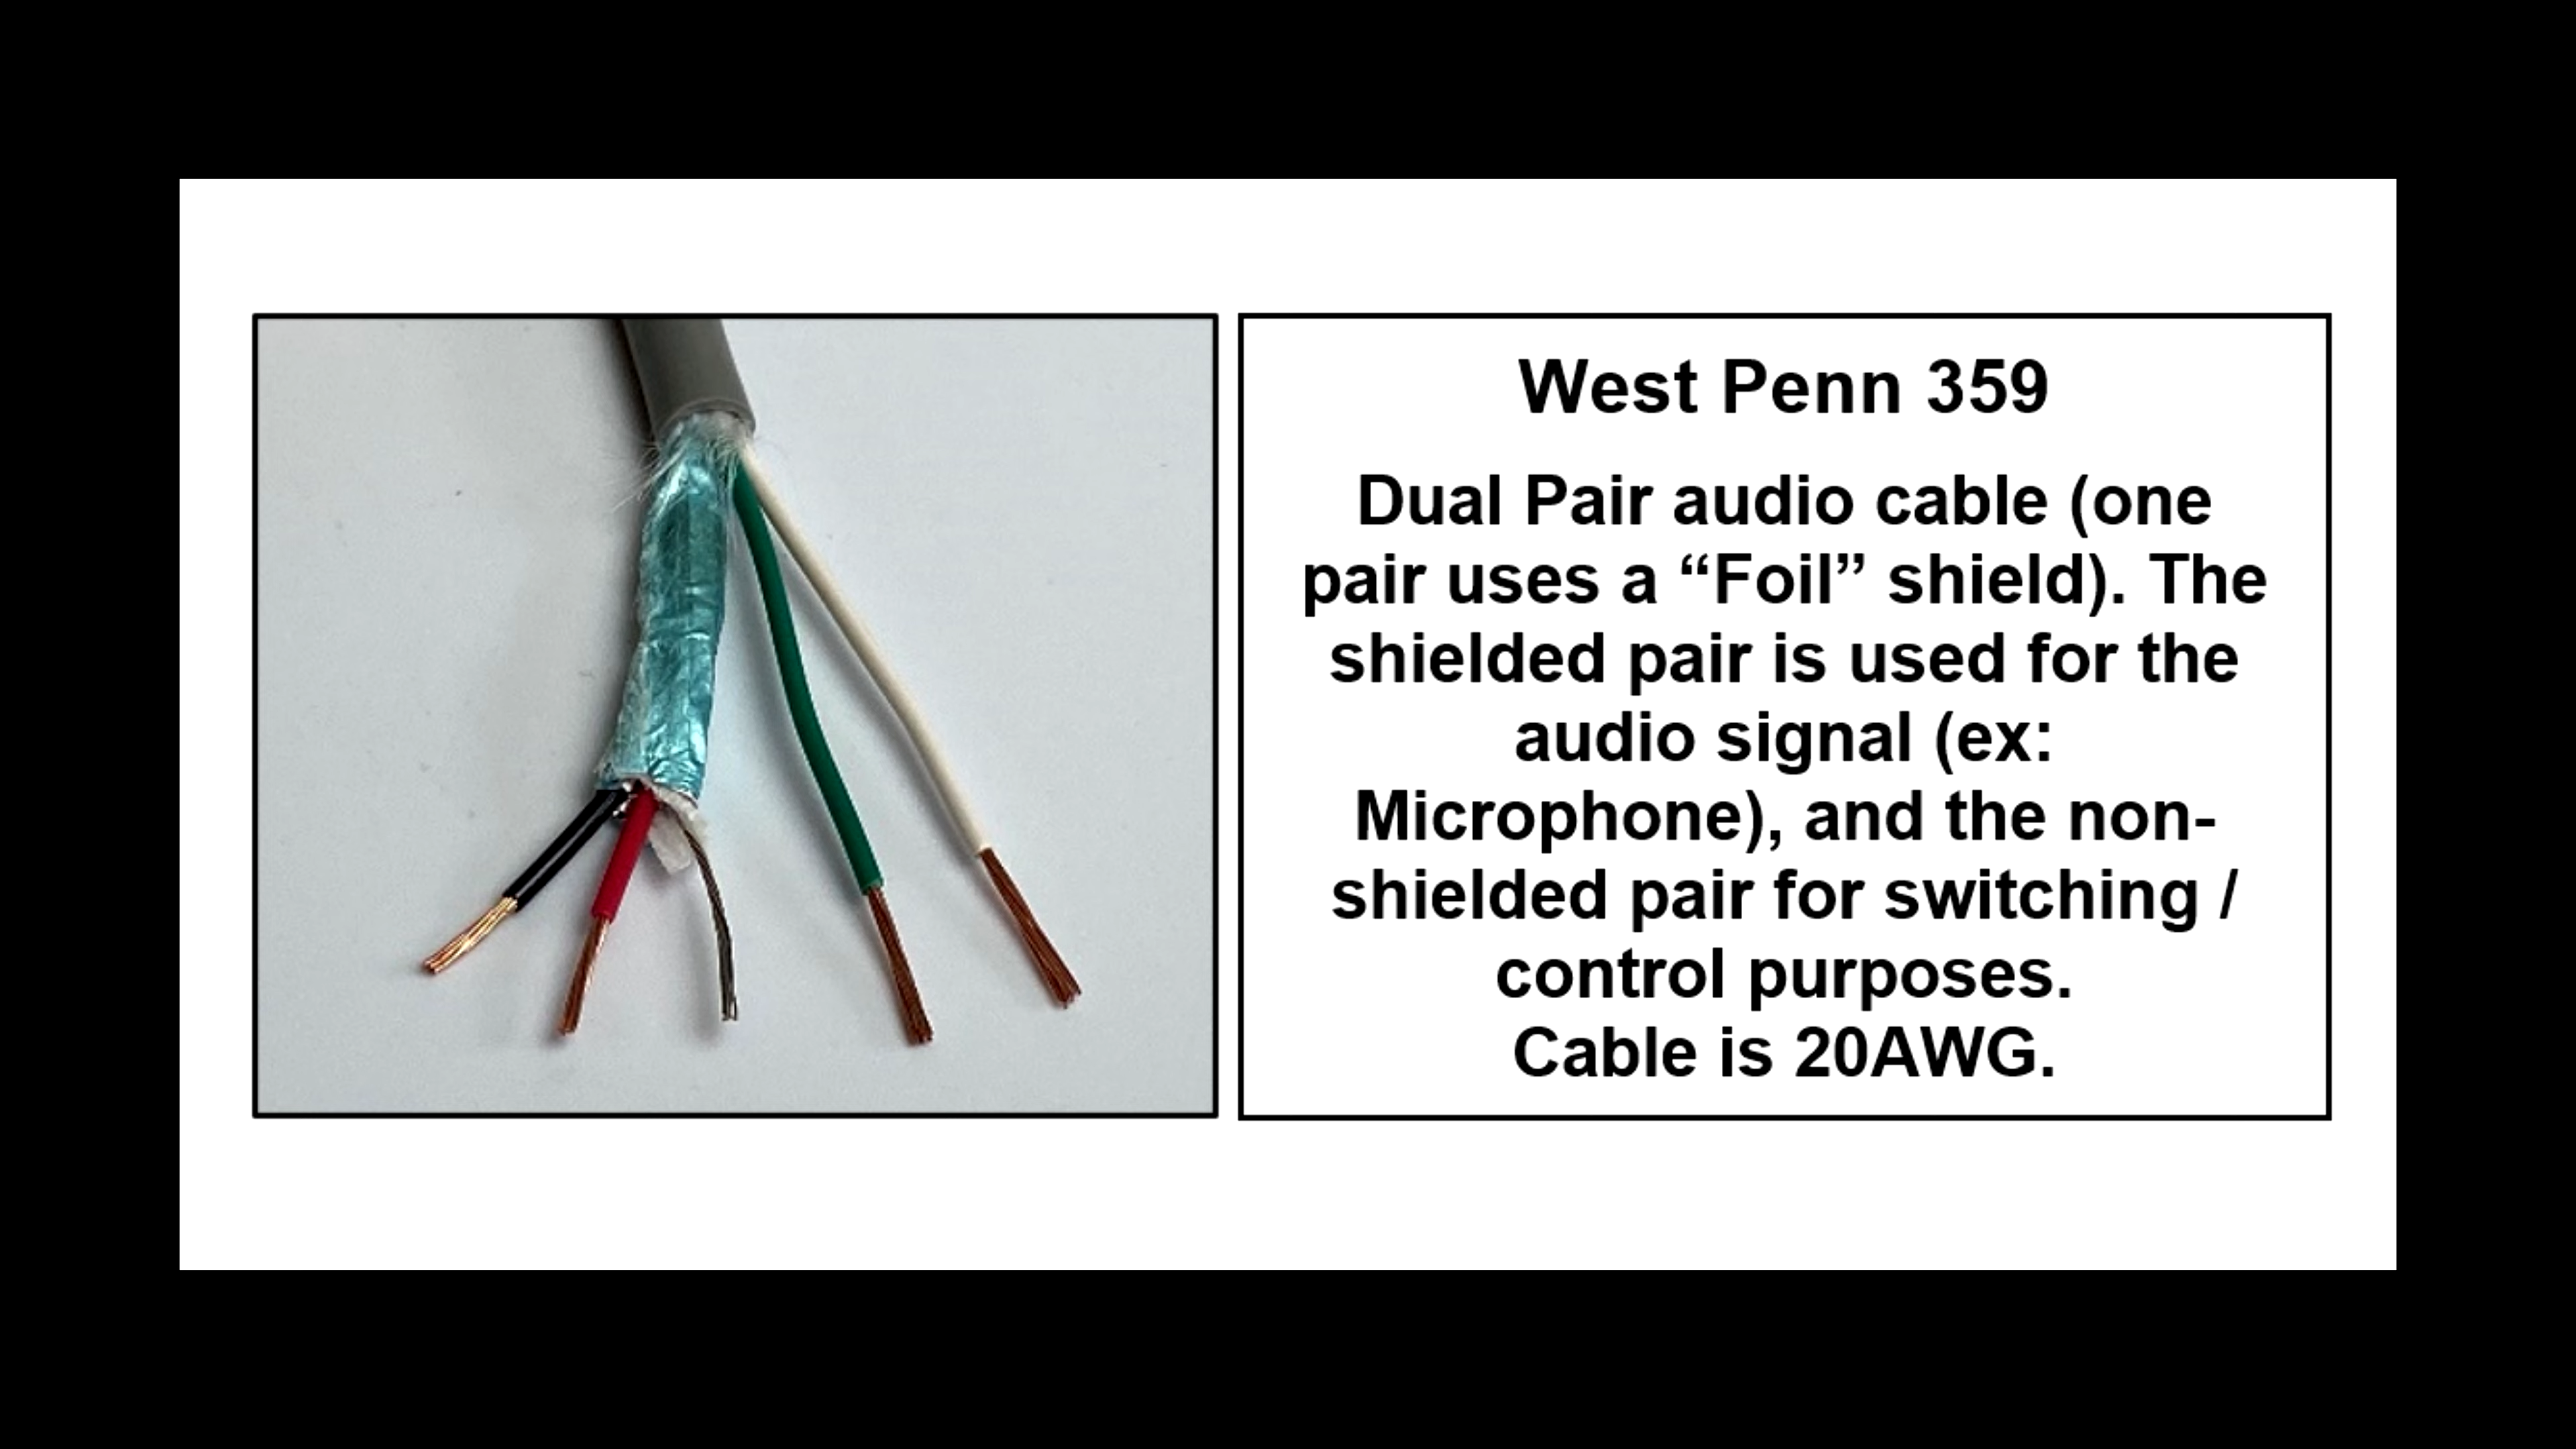 West Penn 359
Dual Pair audio cable (one
pair uses a “Foil” shield). The
shielded pair is used for the
audio signal (ex:
Microphone), and the non-
shielded pair for switching /
control purposes.
Cable is 20AWG.